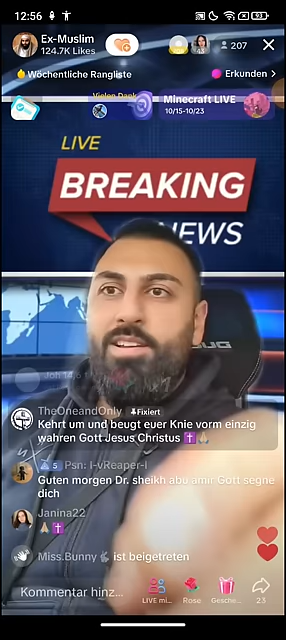 12:56
93
Ex-Muslim
124.7K Likes
43
207
Wöchentliche Rangliste
Erkunden >
Vielen Dank
Minecraft LIVE
10/15-10/23
LIVE
BREAKING
NEWS
TheOneandOnly Fixiert
Kehrt um und beugt euer Knie vorm einzig
wahren Gott Jesus Christus ✝️🙏🏼
5 Psn: I-vReaper-I
Guten morgen Dr. sheikh abu amir Gott segne
dich
Janina22
🙏🏼✝️
Miss.Bunny🐇 ist beigetreten
Kommentar hinz...
LIVE mi...
Rose
Gesche...
23